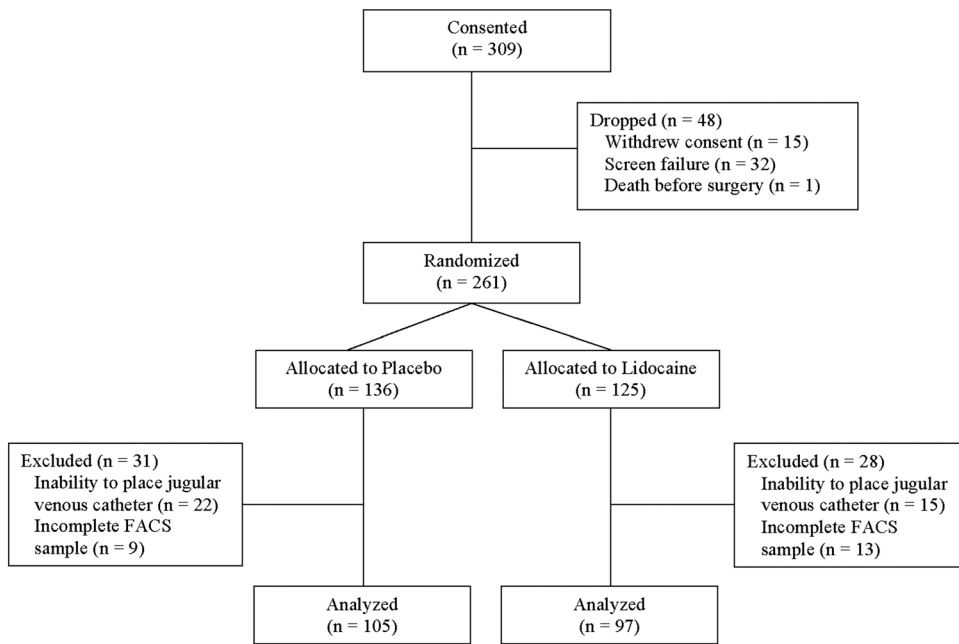 Consented
(n = 309)
Dropped (n = 48)
Withdrew consent (n = 15)
Screen failure (n = 32)
Death before surgery (n = 1)
Randomized
(n = 261)
Allocated to Placebo
(n = 136)
Allocated to Lidocaine
(n = 125)
Excluded (n = 31)
Inability to place jugular
venous catheter (n = 22)
Incomplete FACS
sample (n = 9)
Excluded (n = 28)
Inability to place jugular
venous catheter (n = 15)
Incomplete FACS
sample (n = 13)
Analyzed
n = 105)
Analyzed
n = 97)